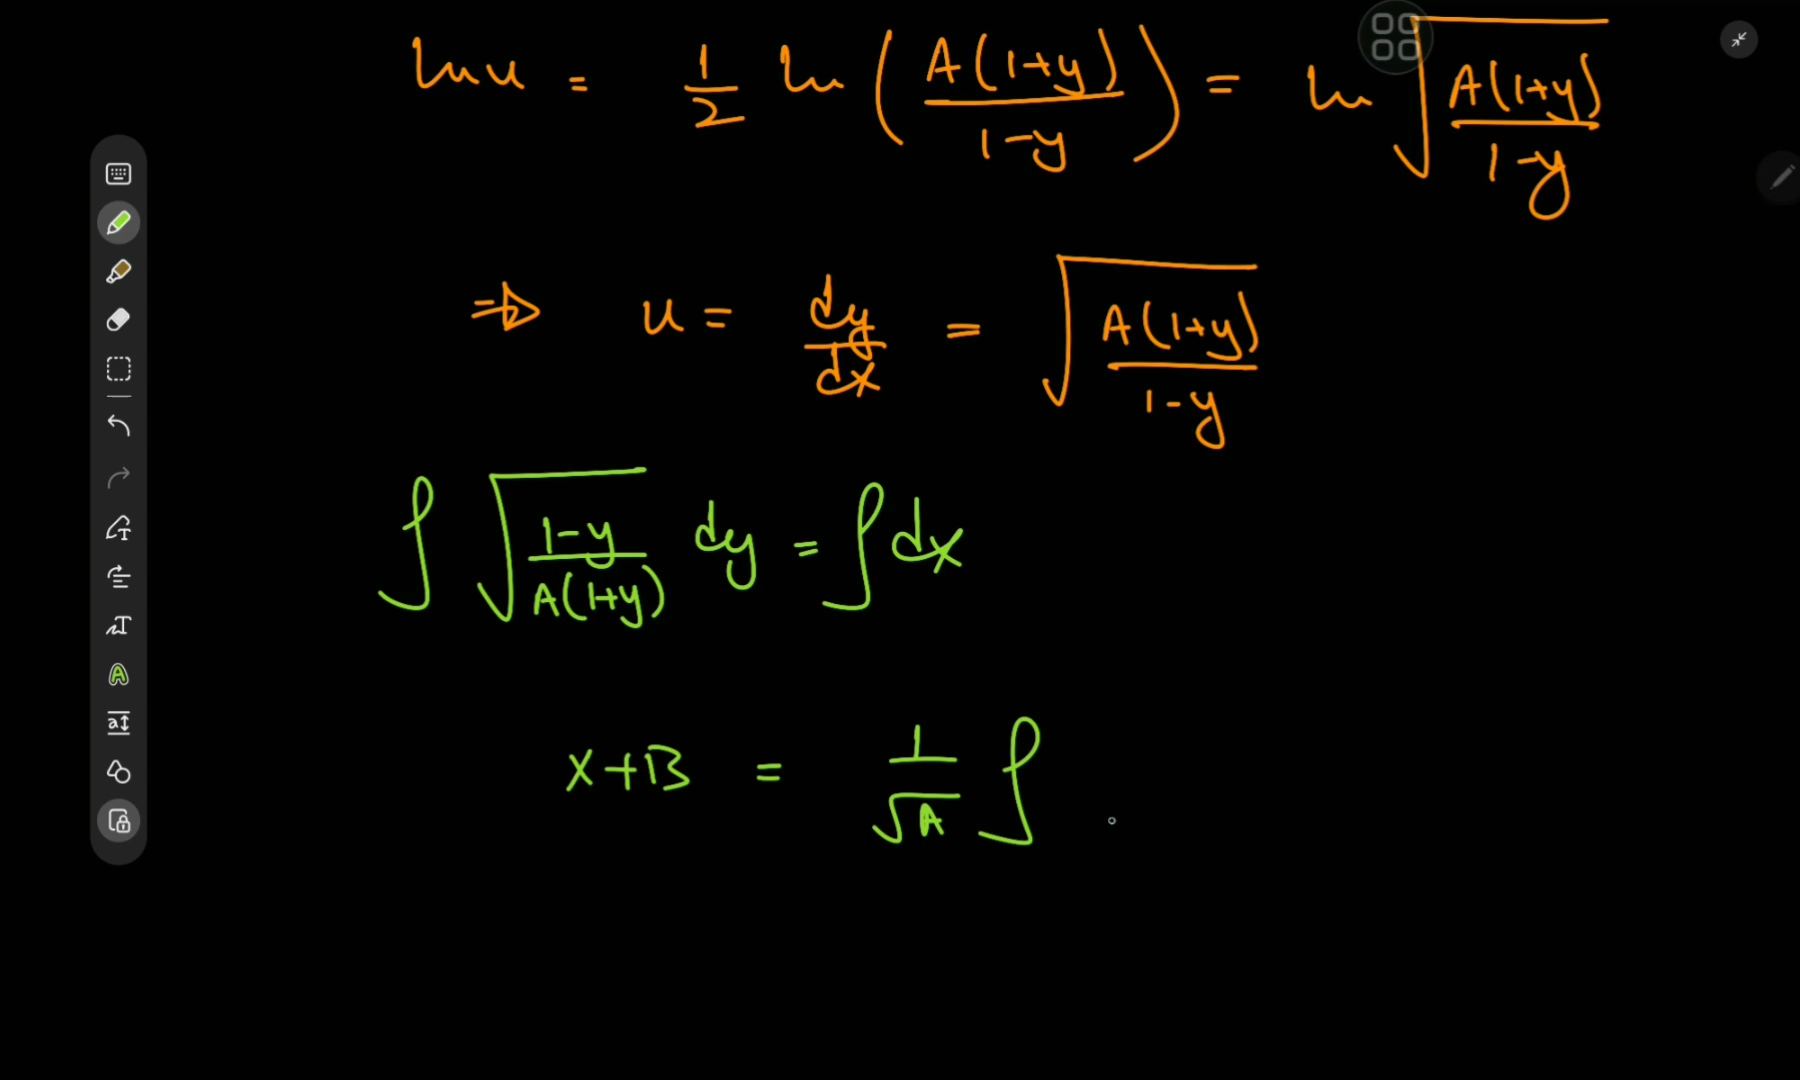 ln u = 1/2 ln ( A(1+y) / 1-y ) = ln √( A(1+y) / 1-y )
⇒ u = dy/dx = √( A(1+y) / 1-y )
∫ √( 1-y / A(1+y) ) dy = ∫ dx
x+B = 1/√A ∫